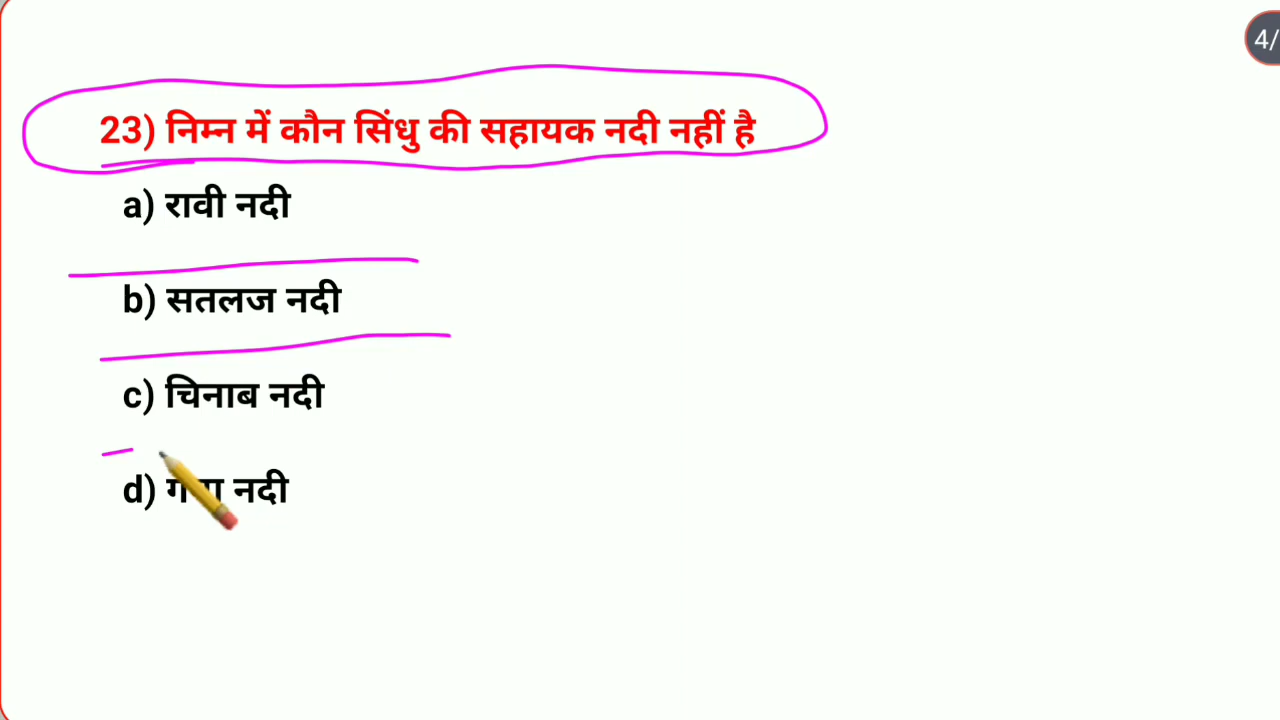 4/
23) निम्न में कौन सिंधु की सहायक नदी नहीं है
a) रावी नदी
b) सतलज नदी
c) चिनाब नदी
d) नदी